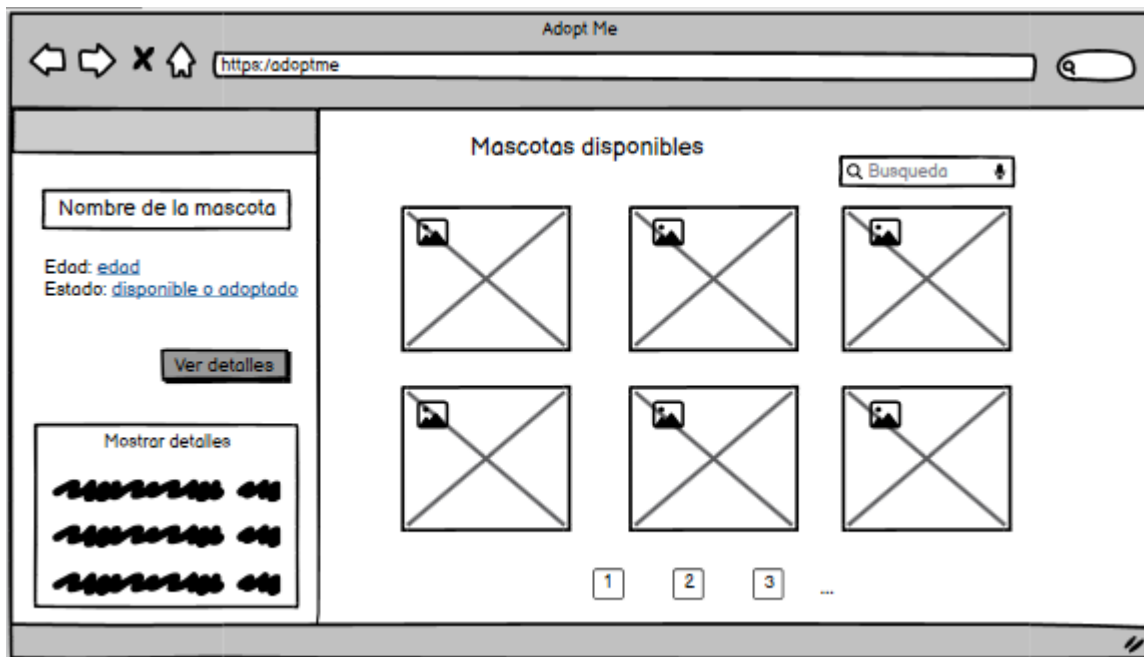 Adopt Me
https:/adoptme
Nombre de la mascota
Edad: edad
Estado: disponible o adoptado
Ver detalles
Mostrar detalles
Mascotas disponibles
Busqueda
1 2 3 ...